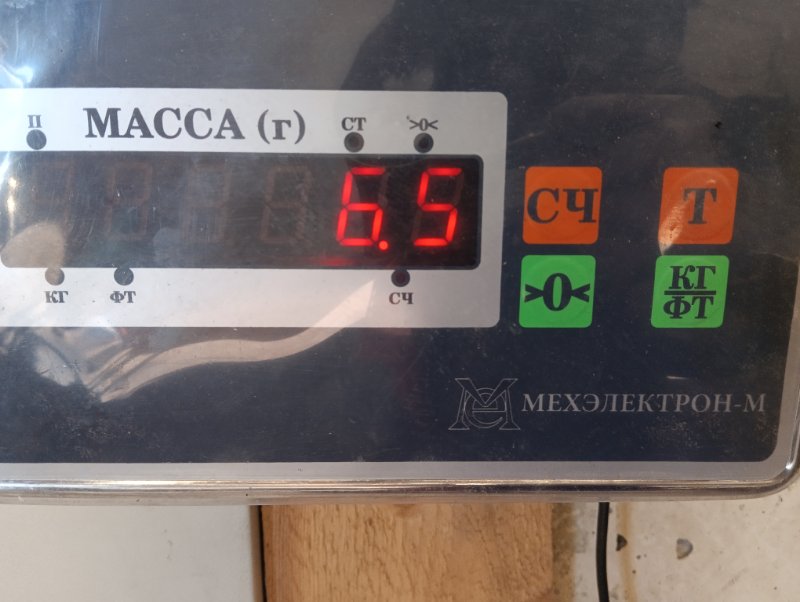 П МАССА (г) СТ >0<
6.5
КГ ФТ СЧ
СЧ Т
>0< КГ
ФТ
МЕХЭЛЕКТРОН-М